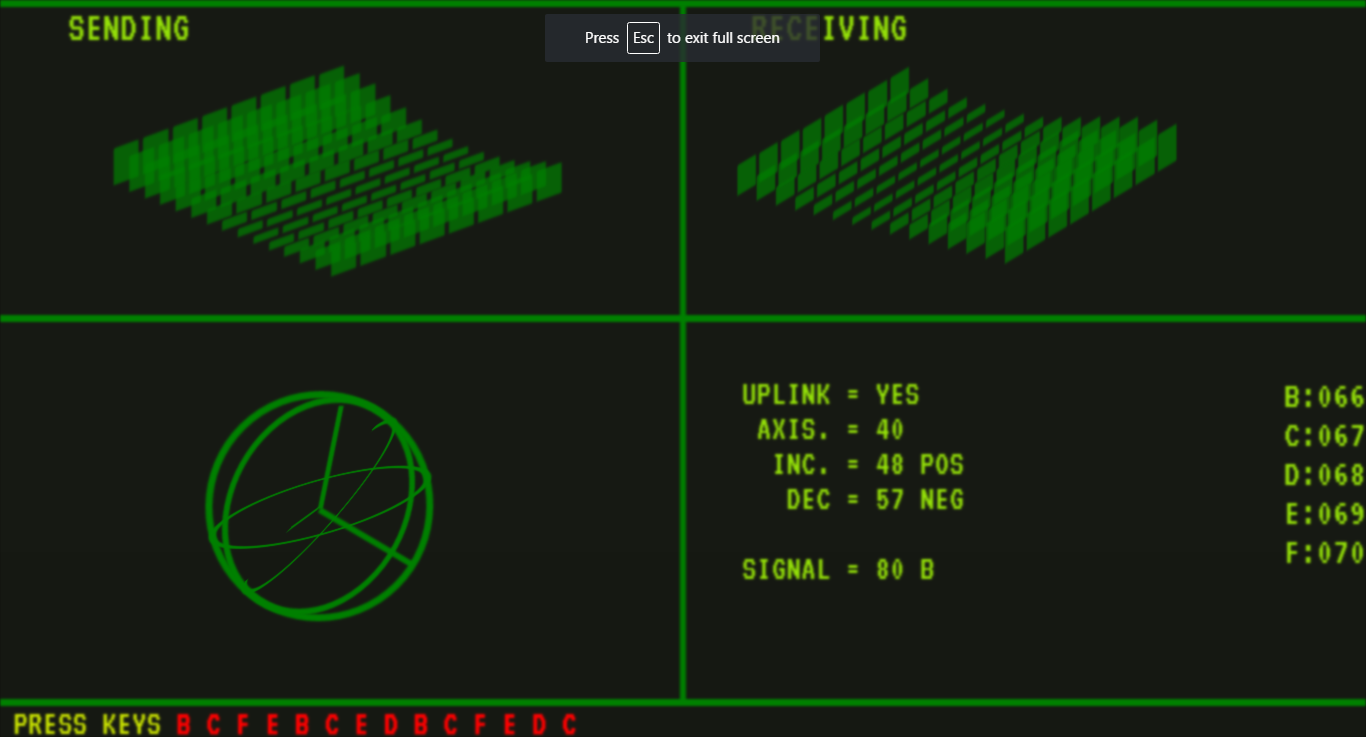 SENDING
RECEIVING
Press Esc to exit full screen
UPLINK = YES
AXIS. = 40
INC. = 48 POS
DEC = 57 NEG
SIGNAL = 80 B
B:066
C:067
D:068
E:069
F:070
PRESS KEYS B C F E B C E D B C F E D C